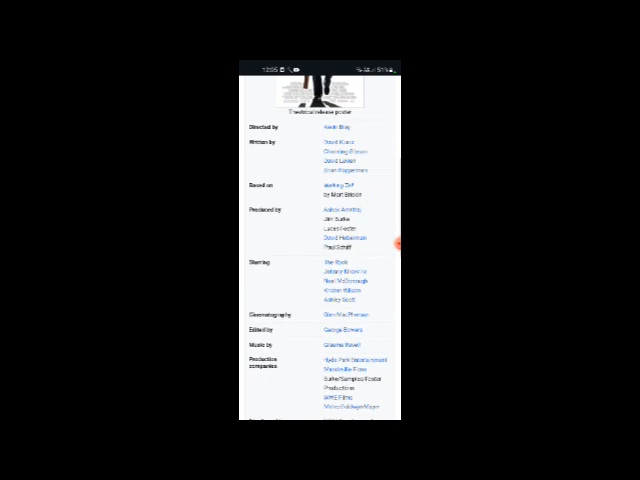 12:05
51%
Theatrical release poster
Directed by
Kevin Bray
Written by
David Klass
Channing Gibson
David Levien
Brian Koppelman
Based on
Walking Tall
by Mort Briskin
Produced by
Ashok Amritraj
Jim Burke
Lucas Foster
David Hoberman
Paul Schiff
Starring
The Rock
Johnny Knoxville
Neal McDonough
Kristen Wilson
Ashley Scott
Cinematography
Glen MacPherson
Edited by
George Bowers
Music by
Graeme Revell
Production
companies
Hyde Park Entertainment
Mandeville Films
Burke/Samples/Foster
Productions
WWE Films
Metro-Goldwyn-Mayer